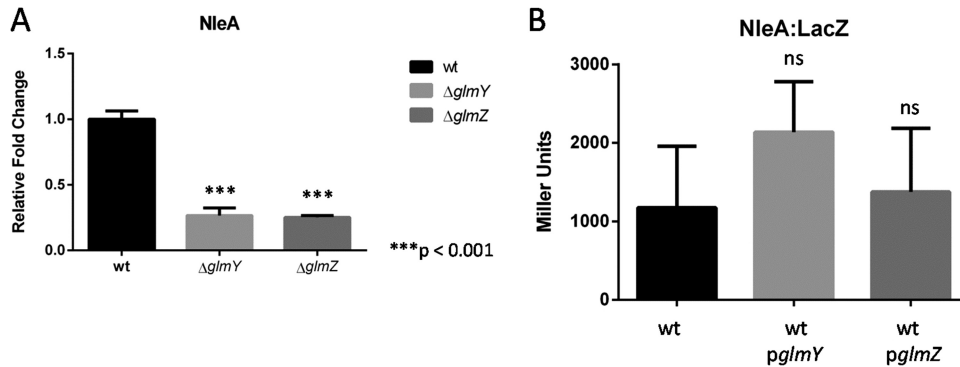 A
NleA
Relative Fold Change
1.5
1.0
0.5
0.0
***
***
wt
ΔglmY
ΔglmZ
wt
ΔglmY
ΔglmZ
***p < 0.001
B
NleA:LacZ
Miller Units
3000
2000
1000
0
ns
ns
wt
wt
pglmY
wt
pglmZ